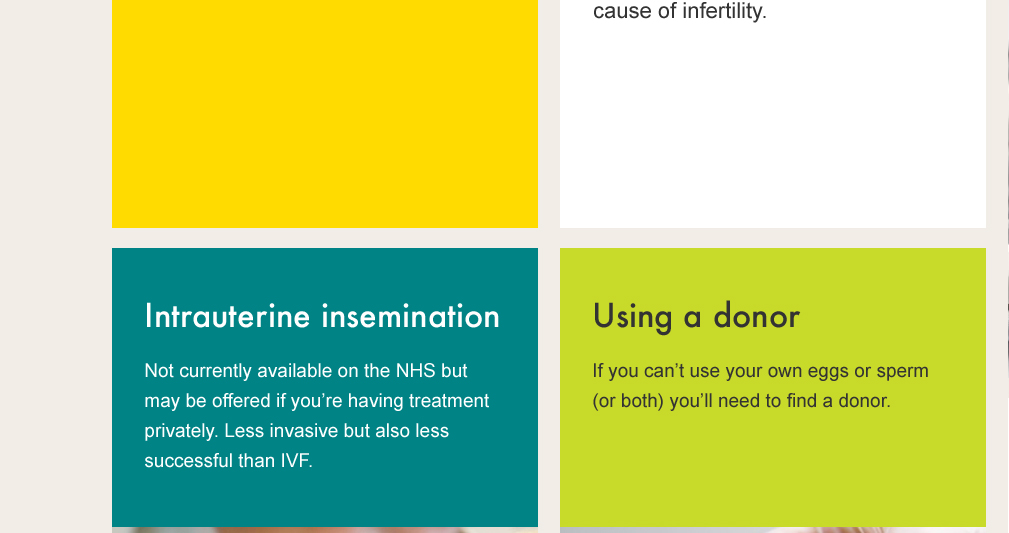 cause of infertility.
Intrauterine insemination
Not currently available on the NHS but
may be offered if you’re having treatment
privately. Less invasive but also less
successful than IVF.
Using a donor
If you can’t use your own eggs or sperm
(or both) you’ll need to find a donor.